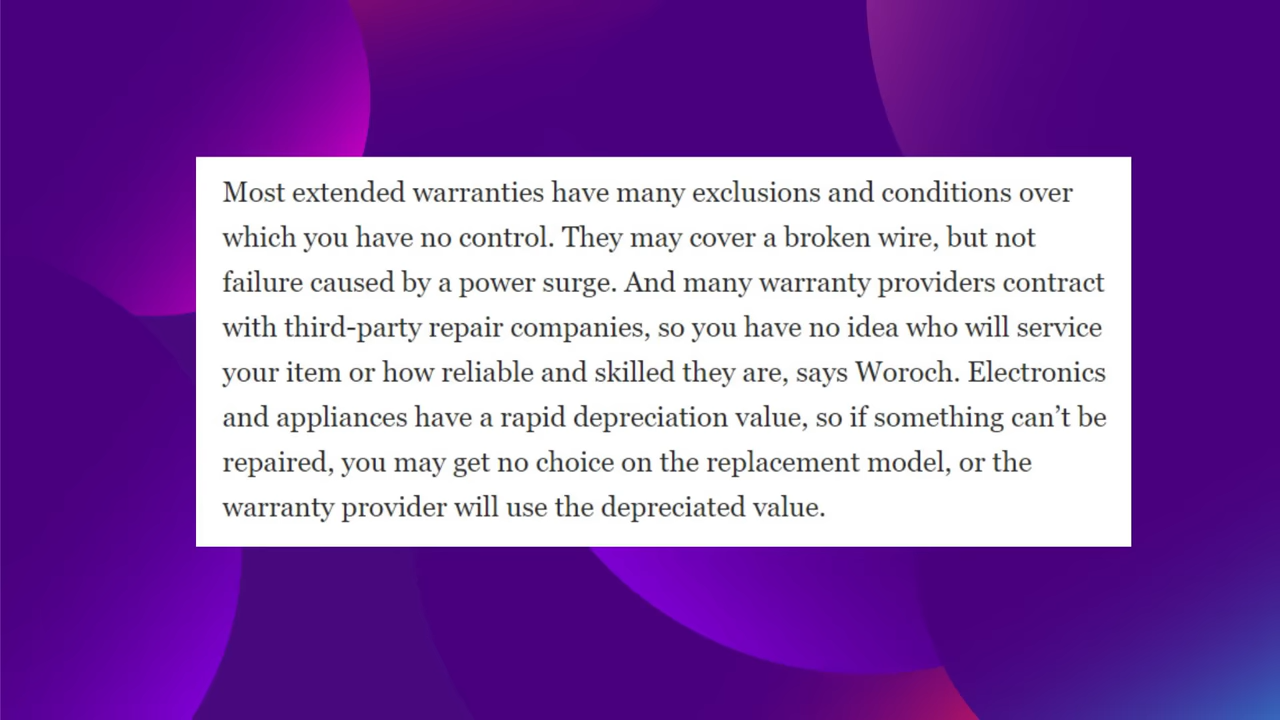 Most extended warranties have many exclusions and conditions over
which you have no control. They may cover a broken wire, but not
failure caused by a power surge. And many warranty providers contract
with third-party repair companies, so you have no idea who will service
your item or how reliable and skilled they are, says Woroch. Electronics
and appliances have a rapid depreciation value, so if something can’t be
repaired, you may get no choice on the replacement model, or the
warranty provider will use the depreciated value.